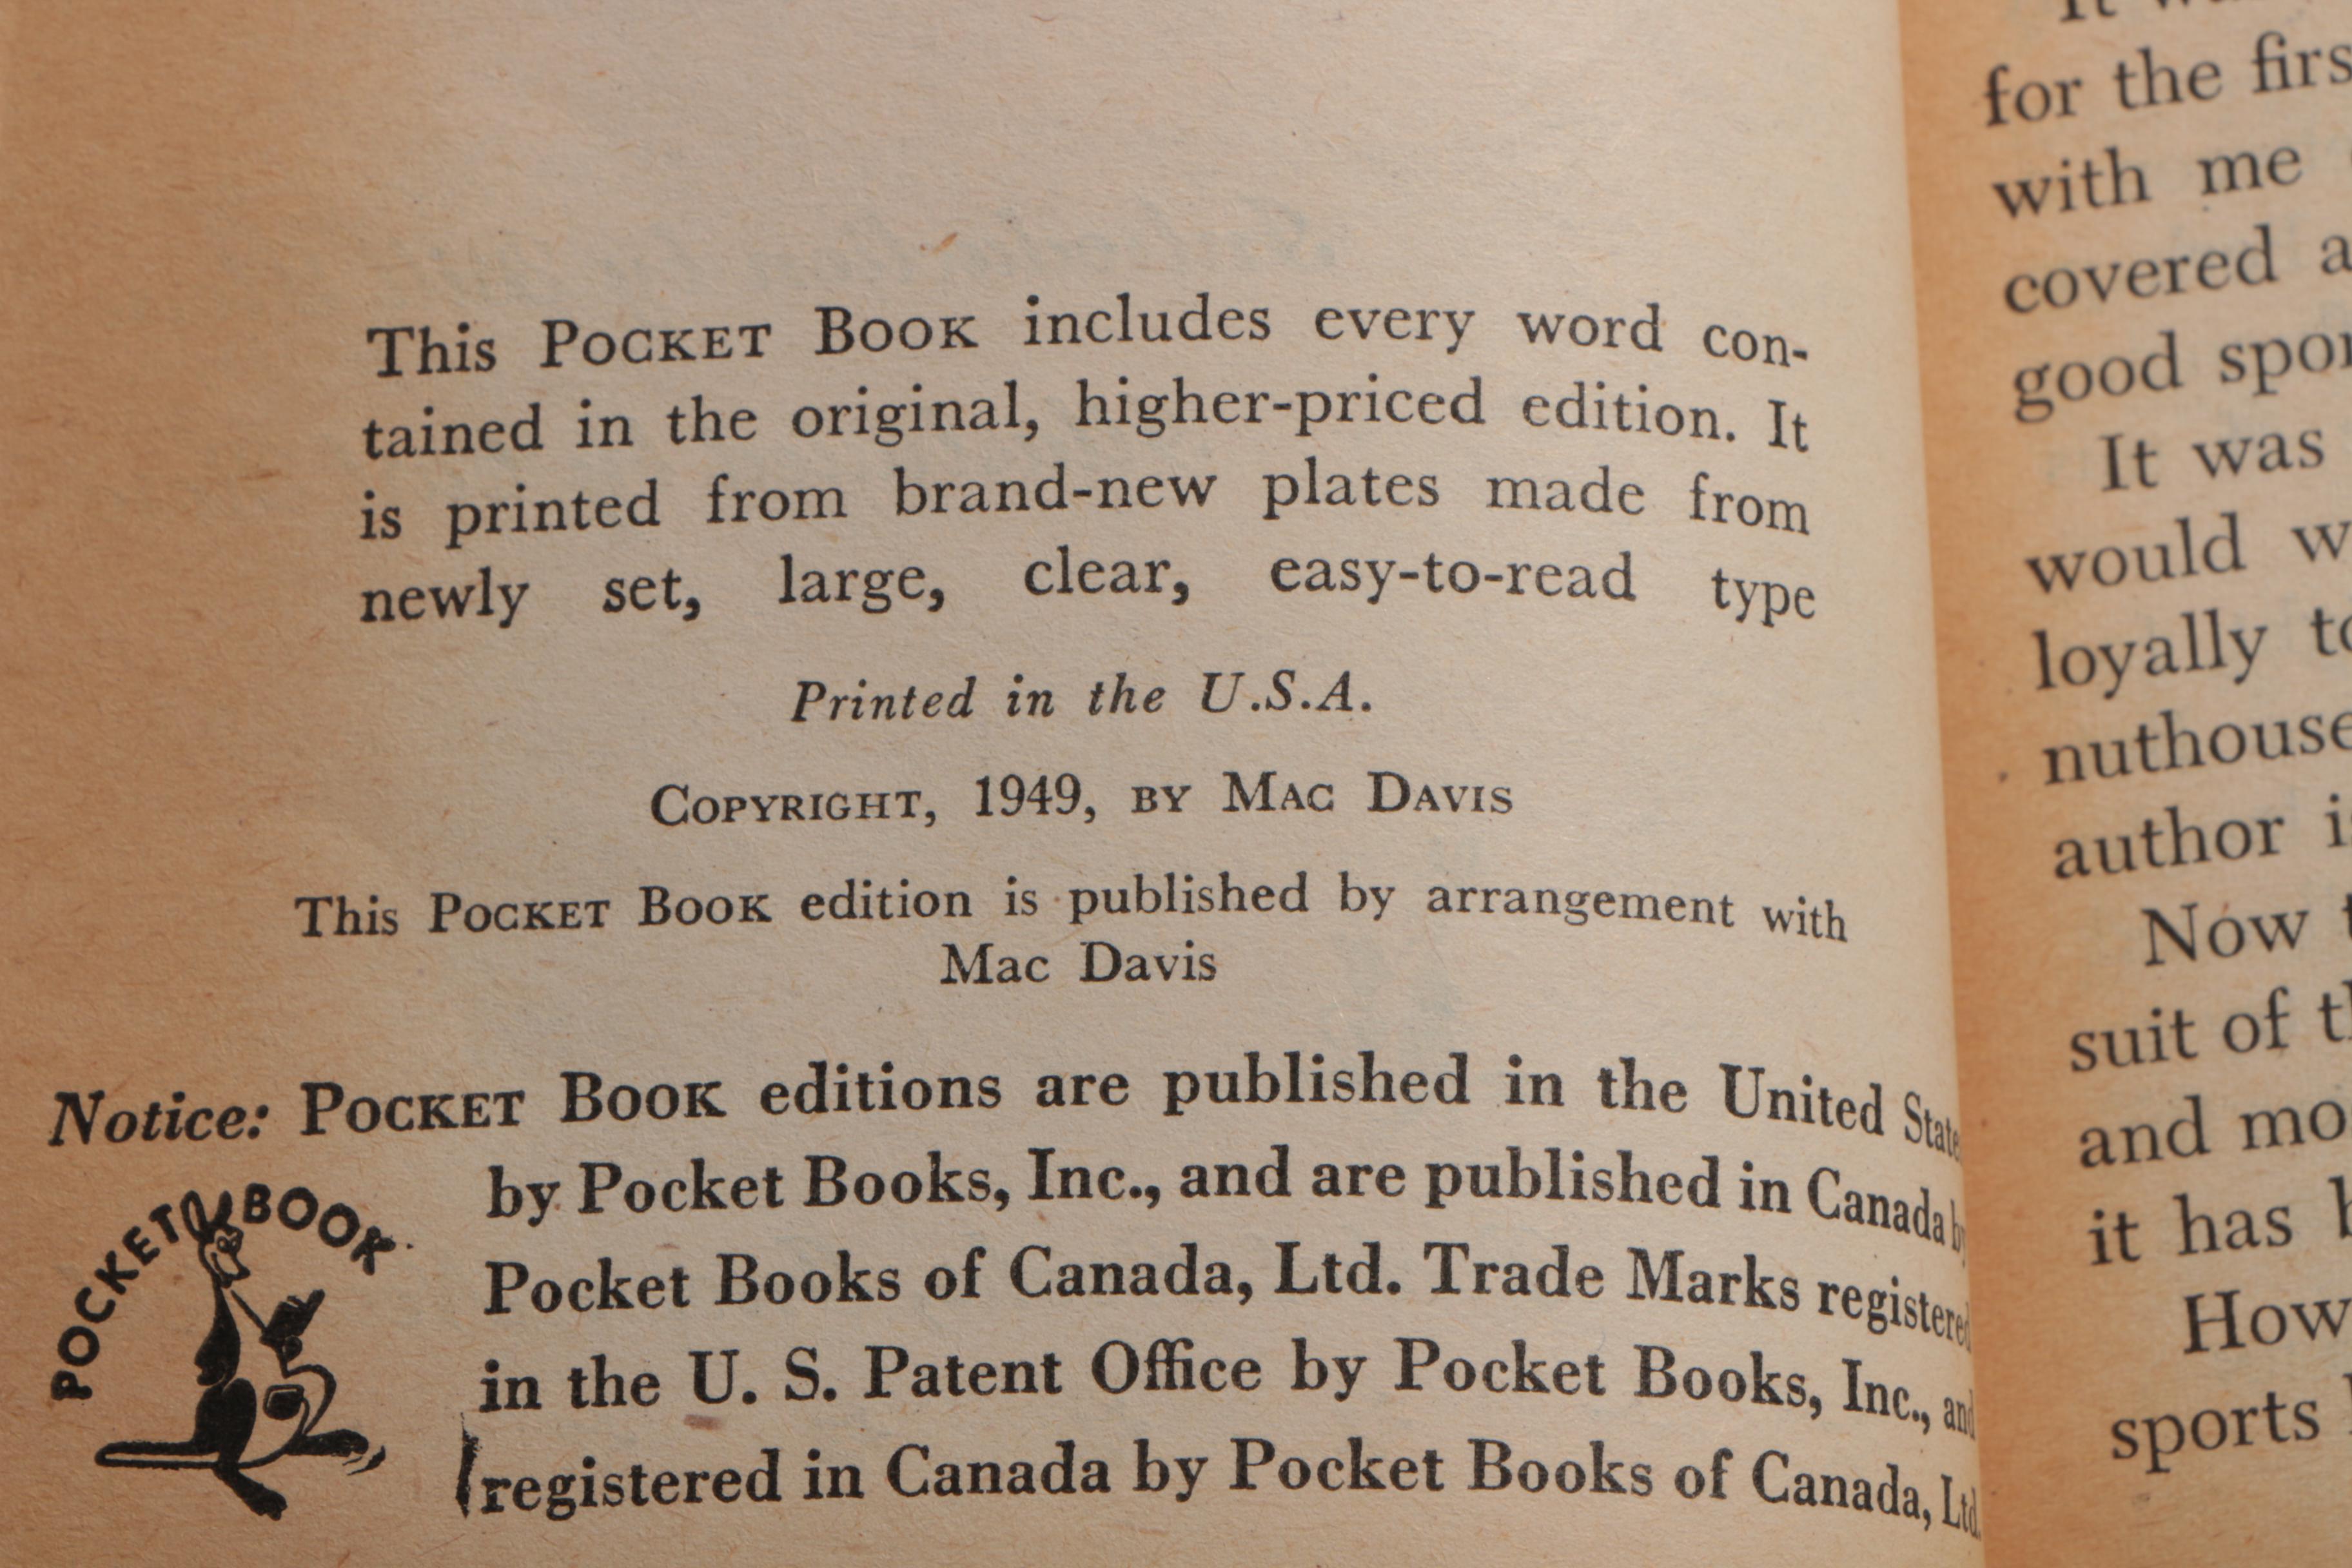 This POCKET BOOK includes every word con-
tained in the original, higher-priced edition. It
is printed from brand-new plates made from
newly set, large, clear, easy-to-read type
Printed in the U.S.A.
COPYRIGHT, 1949, BY MAC DAVIS
This POCKET BOOK edition is published by arrangement with
Mac Davis
Notice: POCKET BOOK editions are published in the United
by Pocket Books, Inc., and are published in Canada by
Pocket Books of Canada, Ltd. Trade Marks registered
in the U. S. Patent Office by Pocket Books, Inc., and
registered in Canada by Pocket Books of Canada, Ltd.
POCKET BOOK
for the
with me
covered
good
It was
would
loyally
nuthouse
author
Now
suit of
and
it has
How
sports